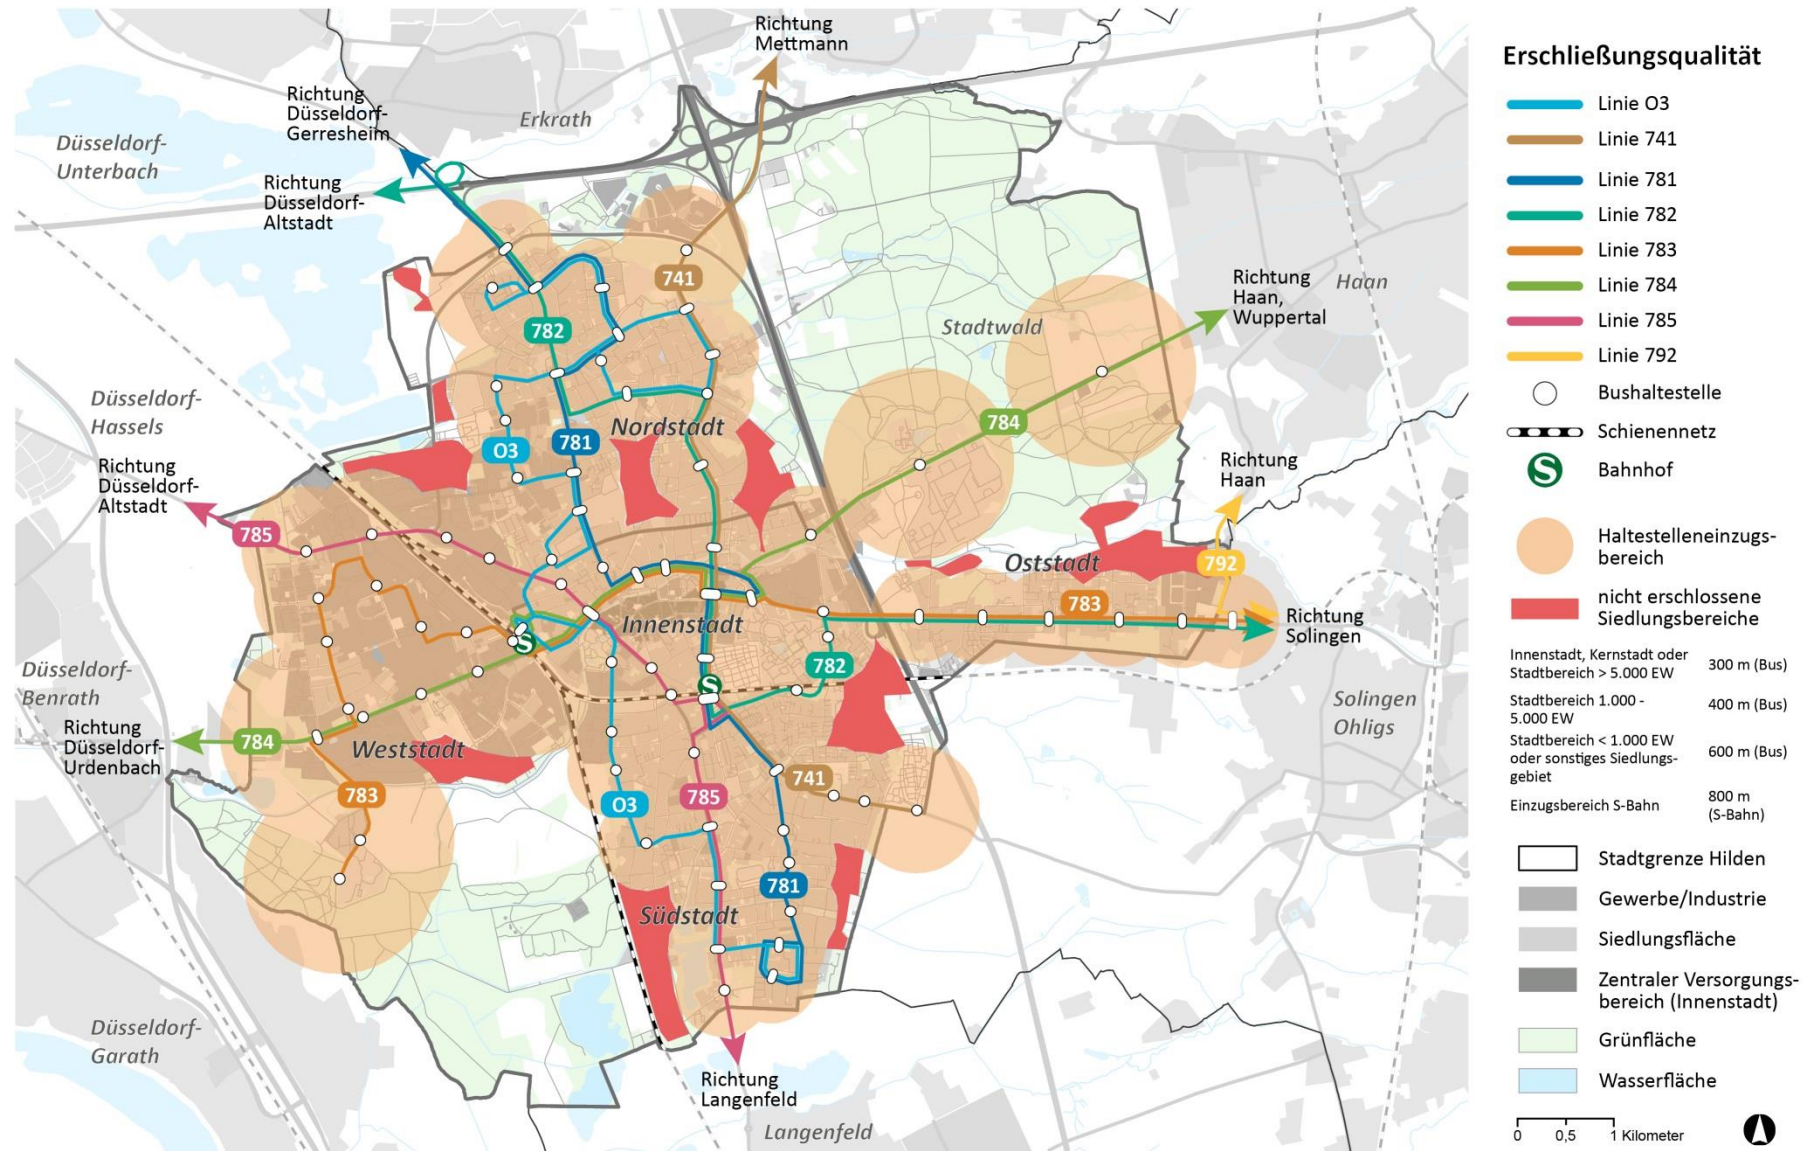 Richtung
Mettmann
Richtung
Düsseldorf-
Gerresheim
Erkrath
Düsseldorf-
Unterbach
Richtung
Düsseldorf-
Altstadt
741
782
Stadtwald
Richtung
Haan,
Wuppertal
Haan
Düsseldorf-
Hassels
Nordstadt
784
O3
781
Richtung
Düsseldorf-
Altstadt
Richtung
Haan
785
Oststadt
792
783
Innenstadt
Richtung
Solingen
S
782
S
Düsseldorf-
Benrath
Solingen
Ohligs
Richtung
Düsseldorf-
Urdenbach
784
Weststadt
783
741
O3
785
781
Südstadt
Düsseldorf-
Garath
Richtung
Langenfeld
Langenfeld
Erschließungsqualität
Linie O3
Linie 741
Linie 781
Linie 782
Linie 783
Linie 784
Linie 785
Linie 792
Bushaltestelle
Schienennetz
S Bahnhof
Haltestelleneinzugs-
bereich
nicht erschlossene
Siedlungsbereiche
Innenstadt, Kernstadt oder
Stadtbereich > 5.000 EW 300 m (Bus)
Stadtbereich 1.000 -
5.000 EW 400 m (Bus)
Stadtbereich < 1.000 EW
oder sonstiges Siedlungs-
gebiet 600 m (Bus)
Einzugsbereich S-Bahn 800 m
(S-Bahn)
Stadtgrenze Hilden
Gewerbe/Industrie
Siedlungsfläche
Zentraler Versorgungs-
bereich (Innenstadt)
Grünfläche
Wasserfläche
0 0,5 1 Kilometer